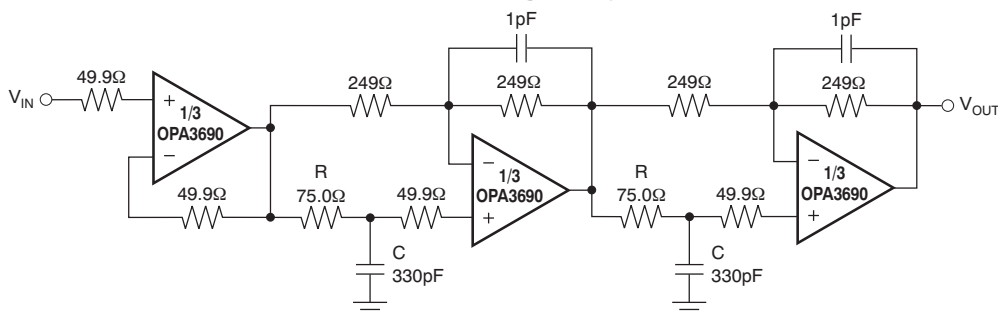 1pF
1pF
49.9Ω
249Ω
249Ω
249Ω
249Ω
V_IN
V_OUT
+
1/3
OPA3690
−
−
1/3
OPA3690
+
−
1/3
OPA3690
+
49.9Ω
R
75.0Ω
49.9Ω
R
75.0Ω
49.9Ω
C
330pF
C
330pF